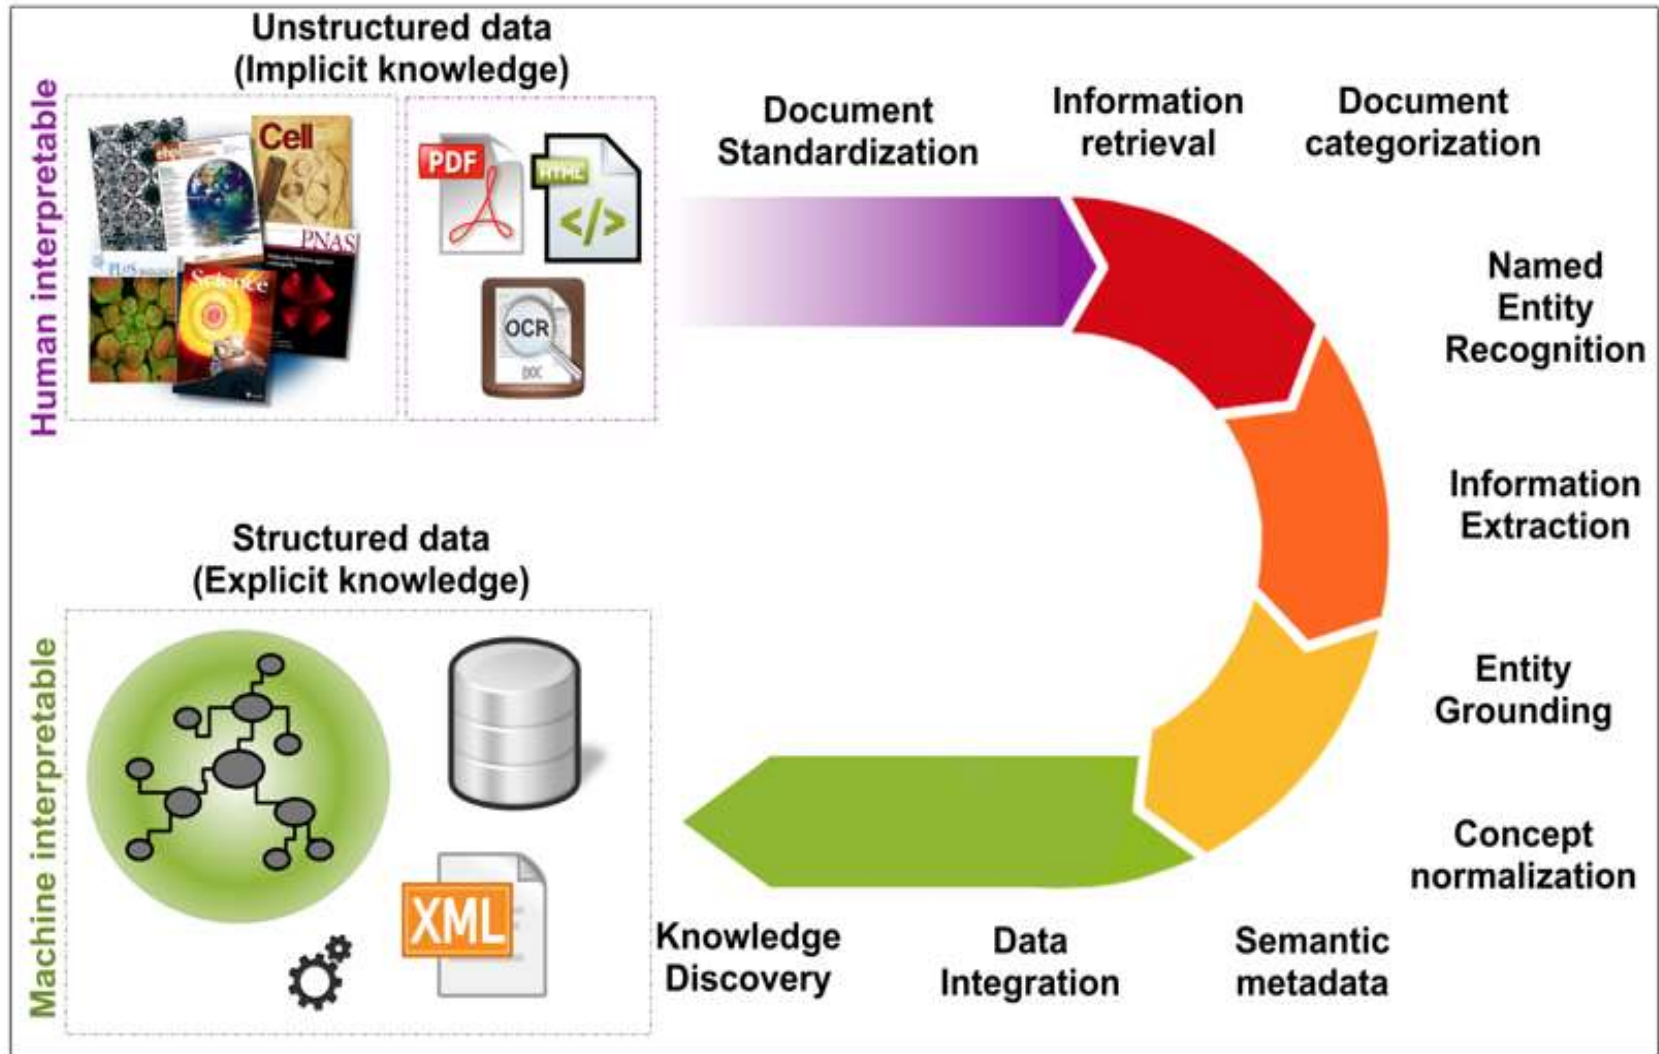 Unstructured data
(Implicit knowledge)
Human interpretable
Cell
PNAS
PLoS
Science
PDF
HTML
</>
OCR
DOC
Document
Standardization
Information
retrieval
Document
categorization
Named
Entity
Recognition
Information
Extraction
Entity
Grounding
Concept
normalization
Semantic
metadata
Data
Integration
Knowledge
Discovery
Structured data
(Explicit knowledge)
Machine interpretable
XML